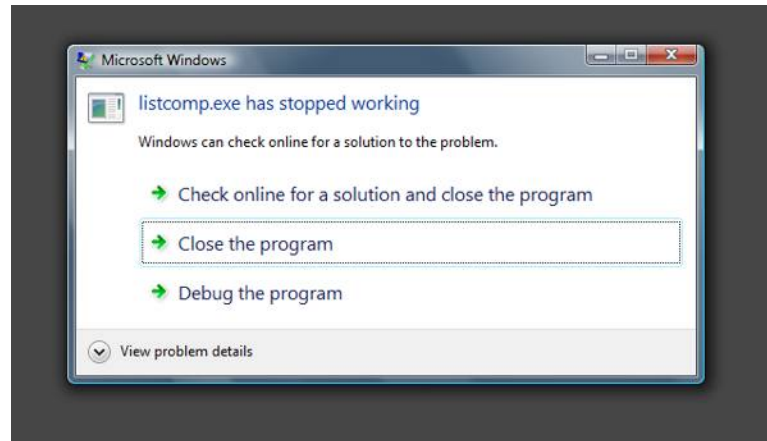 Microsoft Windows
listcomp.exe has stopped working
Windows can check online for a solution to the problem.
Check online for a solution and close the program
Close the program
Debug the program
View problem details